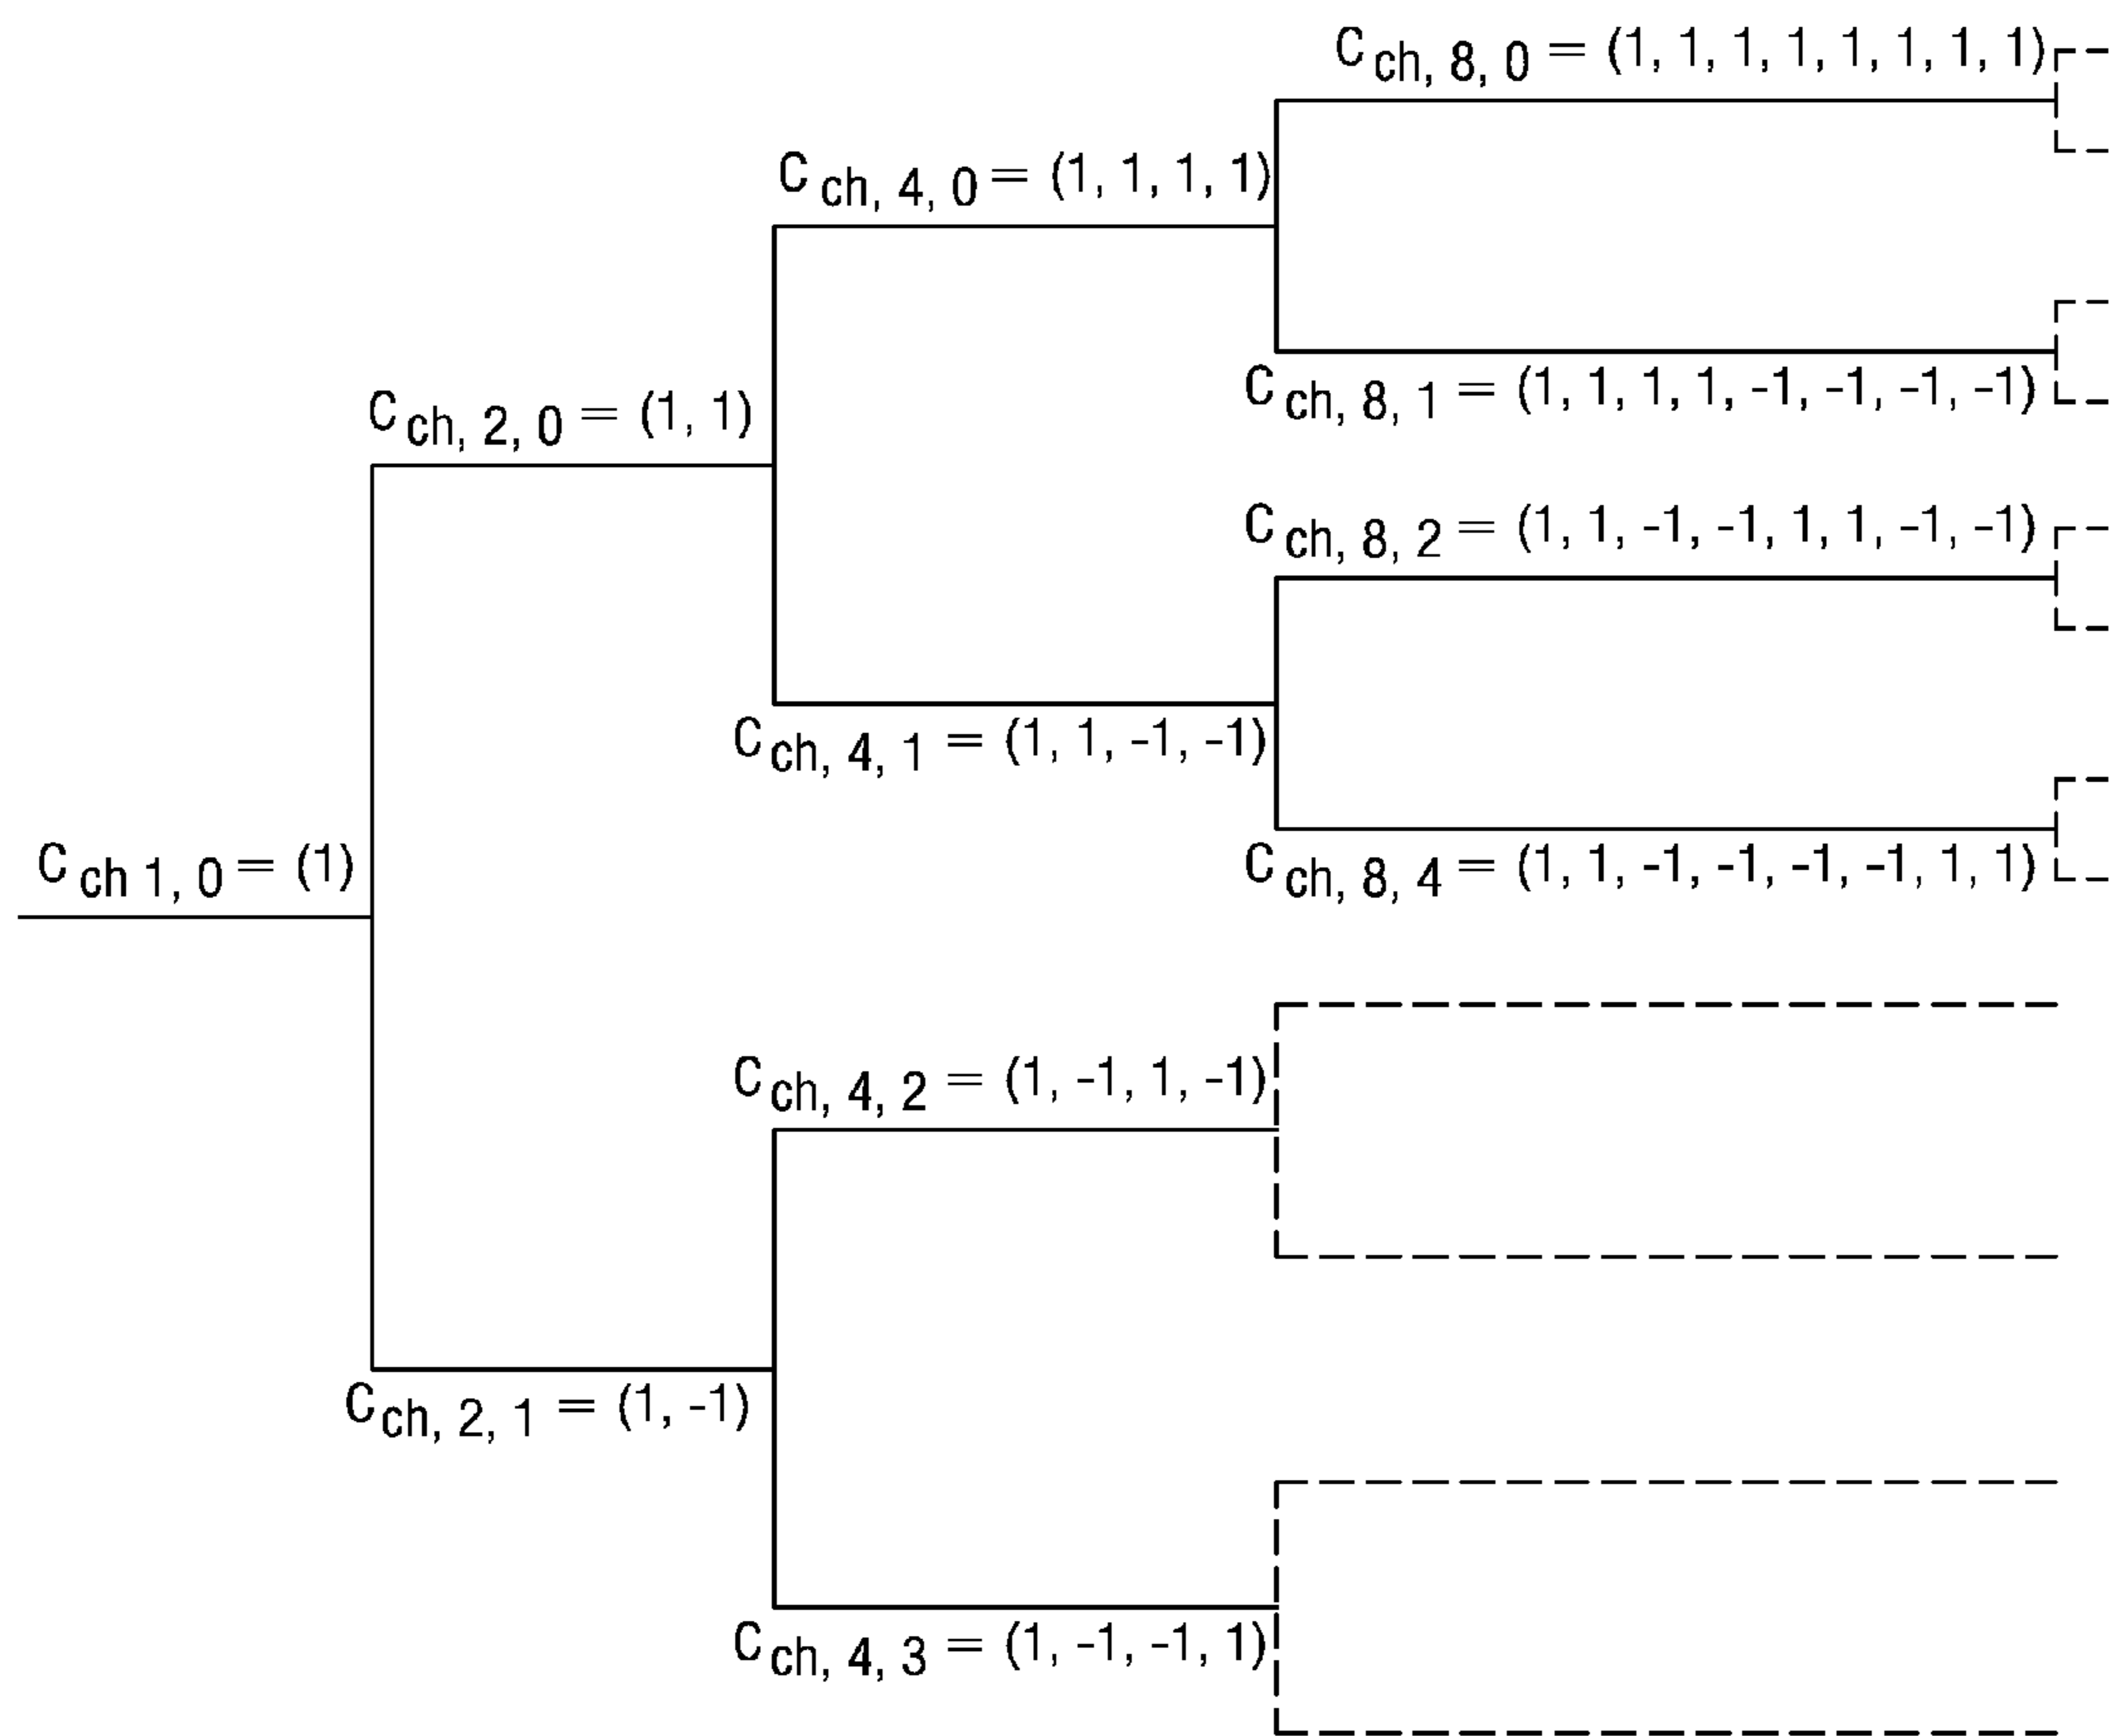 C ch, 8, 0 = (1, 1, 1, 1, 1, 1, 1, 1)
C ch, 4, 0 = (1, 1, 1, 1)
C ch, 8, 1 = (1, 1, 1, 1, -1, -1, -1, -1)
C ch, 2, 0 = (1, 1)
C ch, 8, 2 = (1, 1, -1, -1, 1, 1, -1, -1)
C ch, 4, 1 = (1, 1, -1, -1)
C ch 1, 0 = (1)
C ch, 8, 4 = (1, 1, -1, -1, -1, -1, 1, 1)
C ch, 4, 2 = (1, -1, 1, -1)
C ch, 2, 1 = (1, -1)
C ch, 4, 3 = (1, -1, -1, 1)